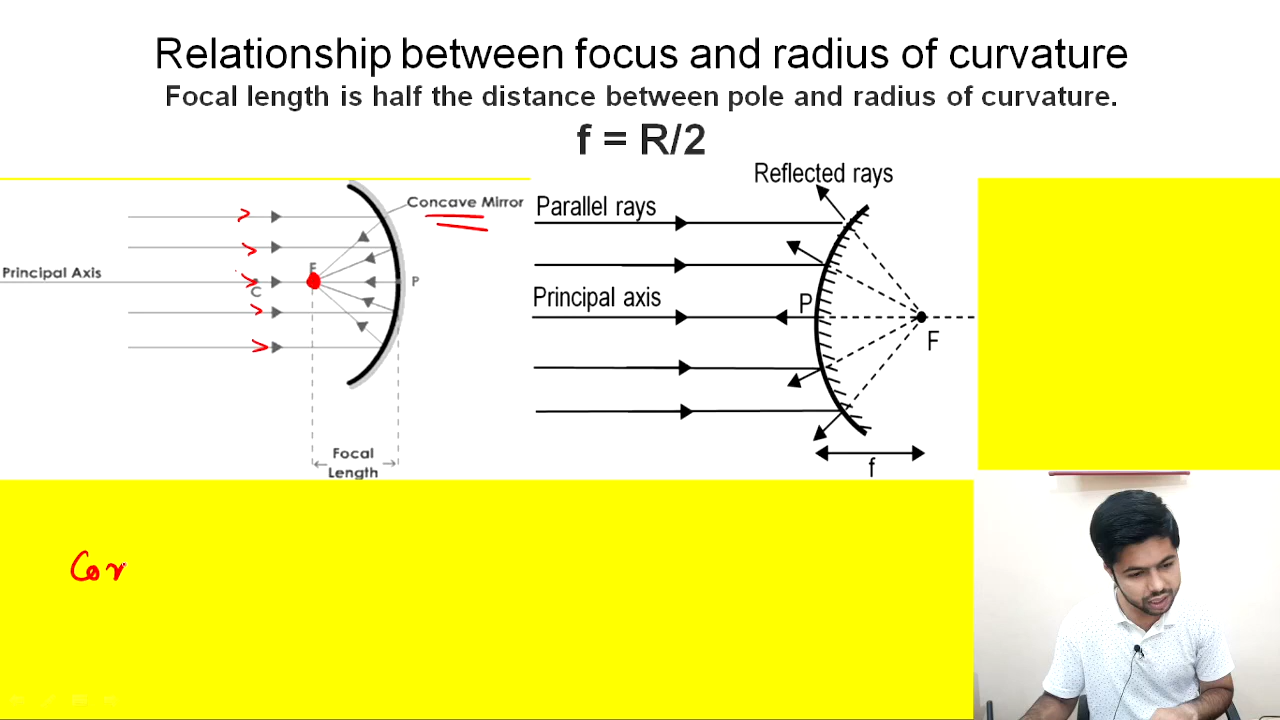 Relationship between focus and radius of curvature
Focal length is half the distance between pole and radius of curvature.
f = R/2
Concave Mirror
Principal Axis
F
C
P
Focal
Length
Reflected rays
Parallel rays
Principal axis
P
F
f
Con